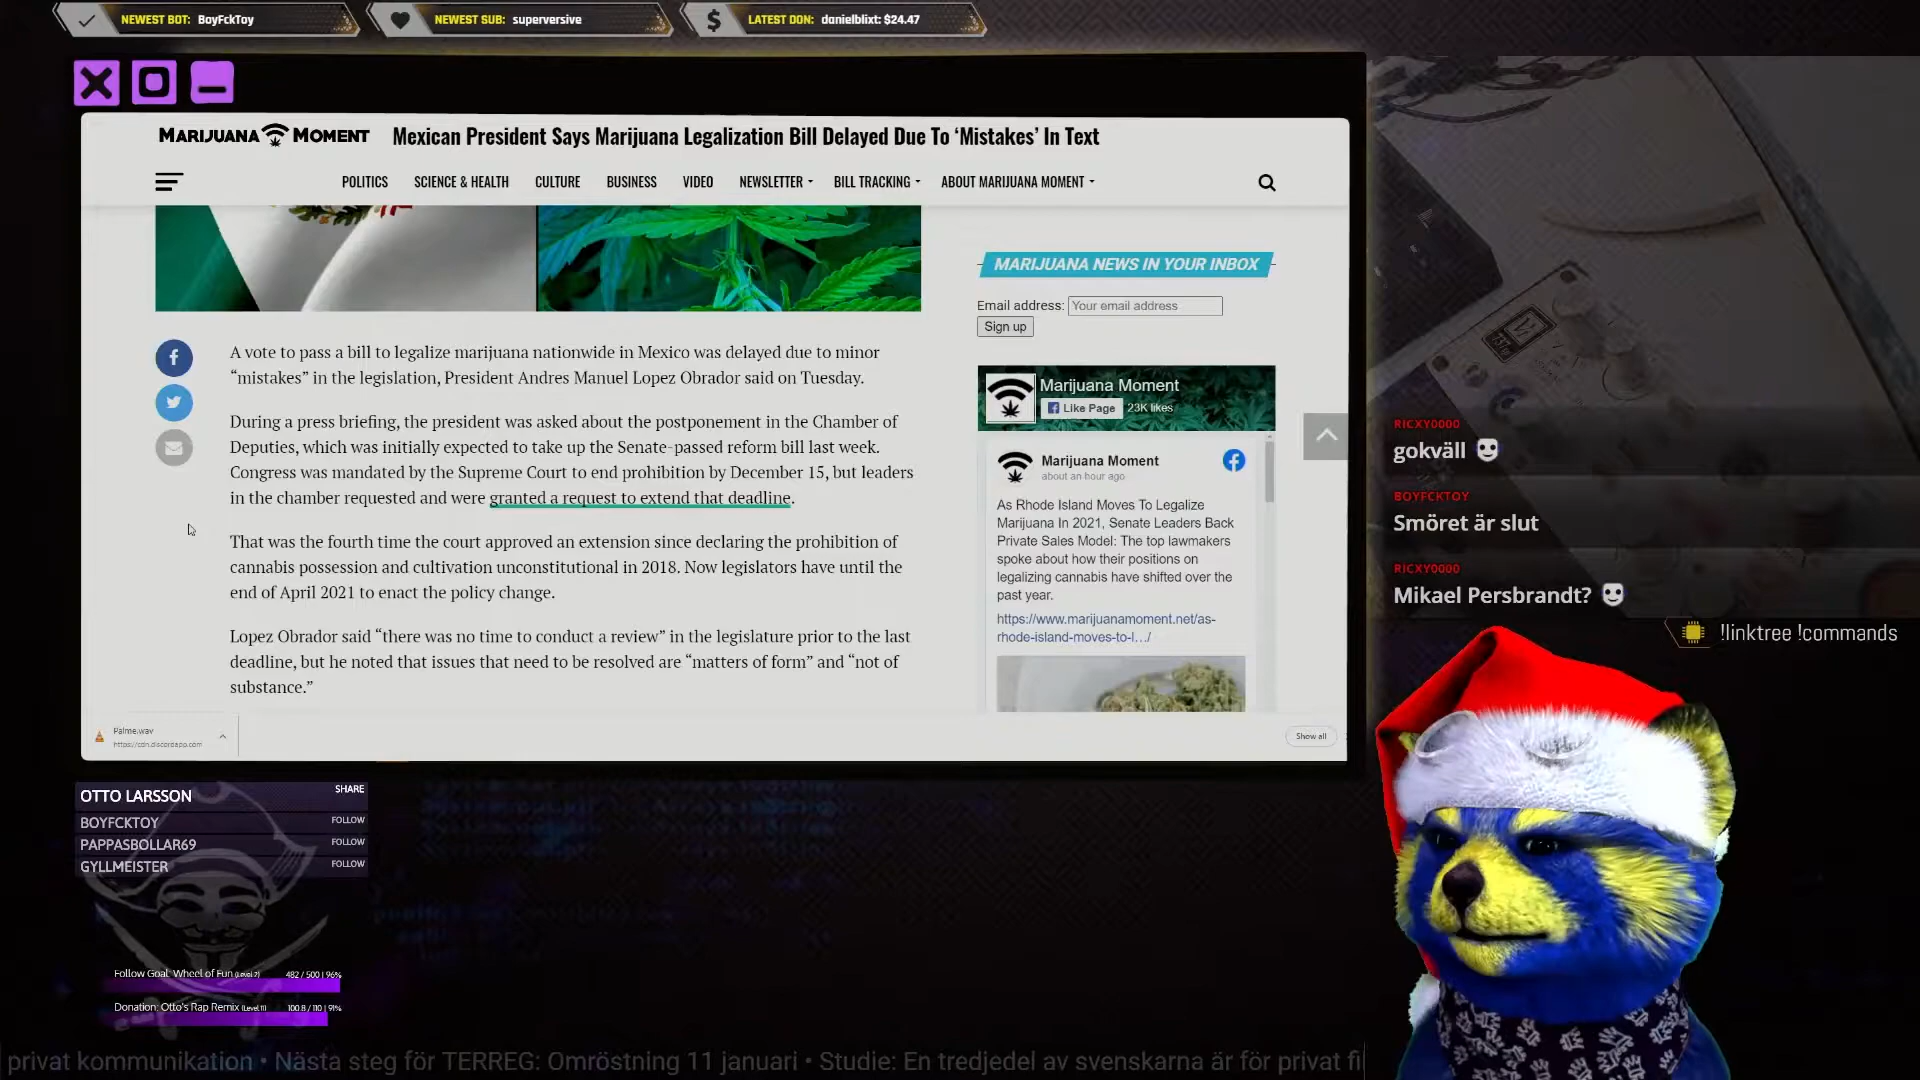 NEWEST BOT: BoyFckToy
NEWEST SUB: superversive
LATEST DON: danielblixt: $24.47
MARIJUANA MOMENT
Mexican President Says Marijuana Legalization Bill Delayed Due To ‘Mistakes’ In Text
POLITICS SCIENCE & HEALTH CULTURE BUSINESS VIDEO NEWSLETTER BILL TRACKING ABOUT MARIJUANA MOMENT
A vote to pass a bill to legalize marijuana nationwide in Mexico was delayed due to minor
“mistakes” in the legislation, President Andres Manuel Lopez Obrador said on Tuesday.
During a press briefing, the president was asked about the postponement in the Chamber of
Deputies, which was initially expected to take up the Senate-passed reform bill last week.
Congress was mandated by the Supreme Court to end prohibition by December 15, but leaders
in the chamber requested and were granted a request to extend that deadline.
That was the fourth time the court approved an extension since declaring the prohibition of
cannabis possession and cultivation unconstitutional in 2018. Now legislators have until the
end of April 2021 to enact the policy change.
Lopez Obrador said “there was no time to conduct a review” in the legislature prior to the last
deadline, but he noted that issues that need to be resolved are “matters of form” and “not of
substance.”
MARIJUANA NEWS IN YOUR INBOX
Email address: Your email address
Sign up
Marijuana Moment
Like Page 23K likes
Marijuana Moment
about an hour ago
As Rhode Island Moves To Legalize
Marijuana In 2021, Senate Leaders Back
Private Sales Model: The top lawmakers
spoke about how their positions on
legalizing cannabis have shifted over the
past year.
https://www.marijuanamoment.net/as-
rhode-island-moves-to-l…/
Palme.wav
https://cdn.discordapp.com
Show all
RICXY0000
gokväll
BOYFCKTOY
Smöret är slut
RICXY0000
Mikael Persbrandt?
!linktree !commands
OTTO LARSSON SHARE
BOYFCKTOY FOLLOW
PAPPASBOLLAR69 FOLLOW
GYLLMEISTER FOLLOW
Follow Goal: Wheel of Fun (Level 7) 482 / 500 | 96%
Donation: Otto's Rap Remix (Level 11) 100.8 / 110 | 91%
privat kommunikation • Nästa steg för TERREG: Omröstning 11 januari • Studie: En tredjedel av svenskarna är för privat fi